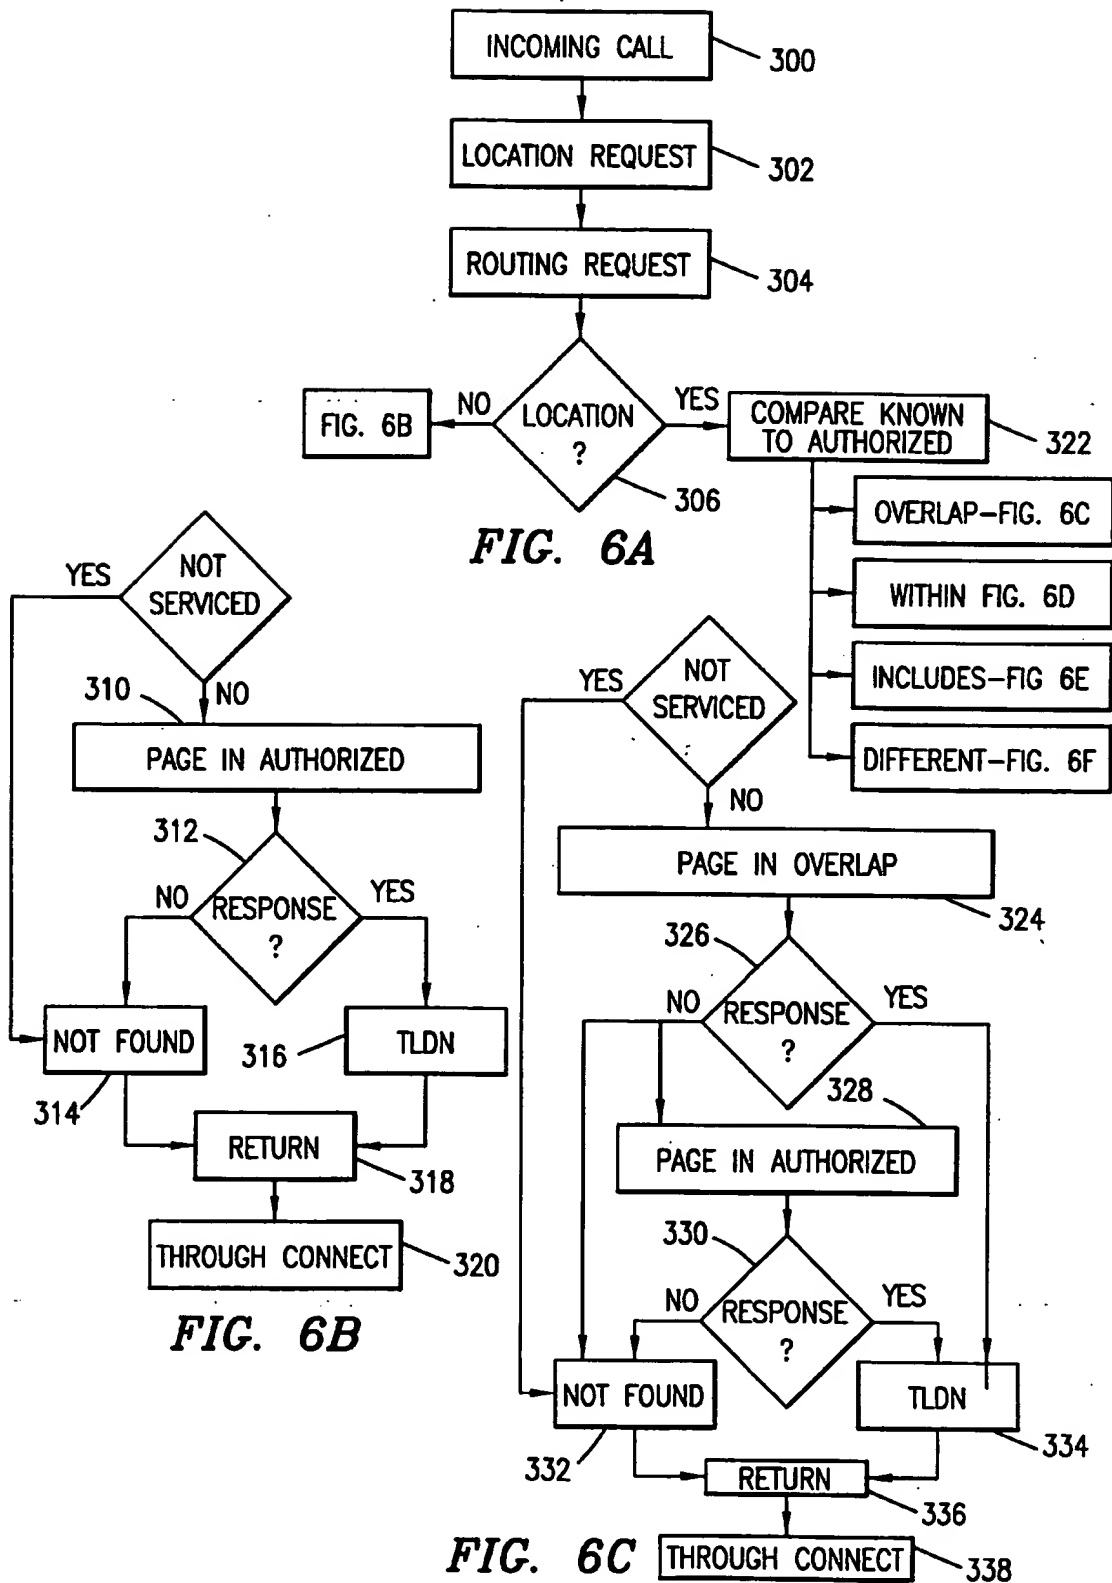 INCOMING CALL
300
LOCATION REQUEST
302
ROUTING REQUEST
304
FIG. 6B
NO
LOCATION
?
YES
306
COMPARE KNOWN
TO AUTHORIZED
322
OVERLAP-FIG. 6C
WITHIN FIG. 6D
INCLUDES-FIG 6E
DIFFERENT-FIG. 6F
FIG. 6A
YES
NOT
SERVICED
NO
310
PAGE IN AUTHORIZED
312
NO
RESPONSE
?
YES
NOT FOUND
314
316
TLDN
RETURN
318
THROUGH CONNECT
320
FIG. 6B
YES
NOT
SERVICED
NO
PAGE IN OVERLAP
324
326
NO
RESPONSE
?
YES
328
PAGE IN AUTHORIZED
330
NO
RESPONSE
?
YES
NOT FOUND
332
TLDN
334
RETURN
336
THROUGH CONNECT
338
FIG. 6C